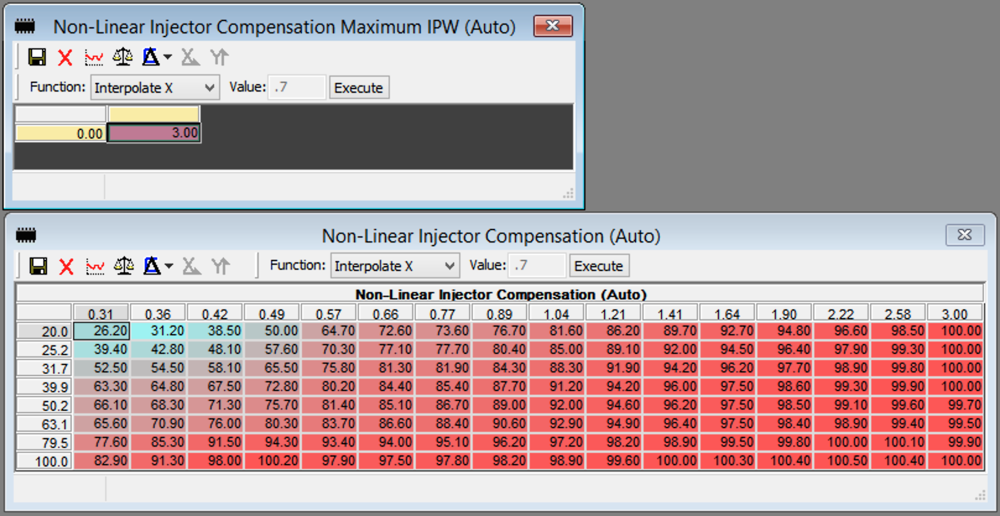 Non-Linear Injector Compensation Maximum IPW (Auto)
Function: Interpolate X Value: .7 Execute
0.00 3.00
Non-Linear Injector Compensation (Auto)
Function: Interpolate X Value: .7 Execute
Non-Linear Injector Compensation (Auto)
0.31 0.36 0.42 0.49 0.57 0.66 0.77 0.89 1.04 1.21 1.41 1.64 1.90 2.22 2.58 3.00
20.0 26.20 31.20 38.50 50.00 64.70 72.60 73.60 76.70 81.60 86.20 89.70 92.70 94.80 96.60 98.50 100.00
25.2 39.40 42.80 48.10 57.60 70.30 77.10 77.70 80.40 85.00 89.10 92.00 94.50 96.40 97.90 99.30 100.00
31.7 52.50 54.50 58.10 65.50 75.80 81.30 81.90 84.30 88.30 91.90 94.20 96.20 97.70 98.90 99.80 100.00
39.9 63.30 64.80 67.50 72.80 80.20 84.40 85.40 87.70 91.20 94.20 96.00 97.50 98.60 99.30 99.90 100.00
50.2 66.10 68.30 71.30 75.70 81.40 85.10 86.70 89.00 92.00 94.60 96.20 97.50 98.50 99.10 99.60 99.70
63.1 65.60 70.90 76.00 80.30 83.70 86.60 88.40 90.60 92.90 94.90 96.40 97.50 98.40 98.90 99.40 99.50
79.5 77.60 85.30 91.50 94.30 93.40 94.00 95.10 96.20 97.20 98.20 98.90 99.50 99.80 100.00 100.10 99.90
100.0 82.90 91.30 98.00 100.20 97.90 97.50 97.80 98.20 98.90 99.60 100.00 100.30 100.40 100.50 100.40 100.00